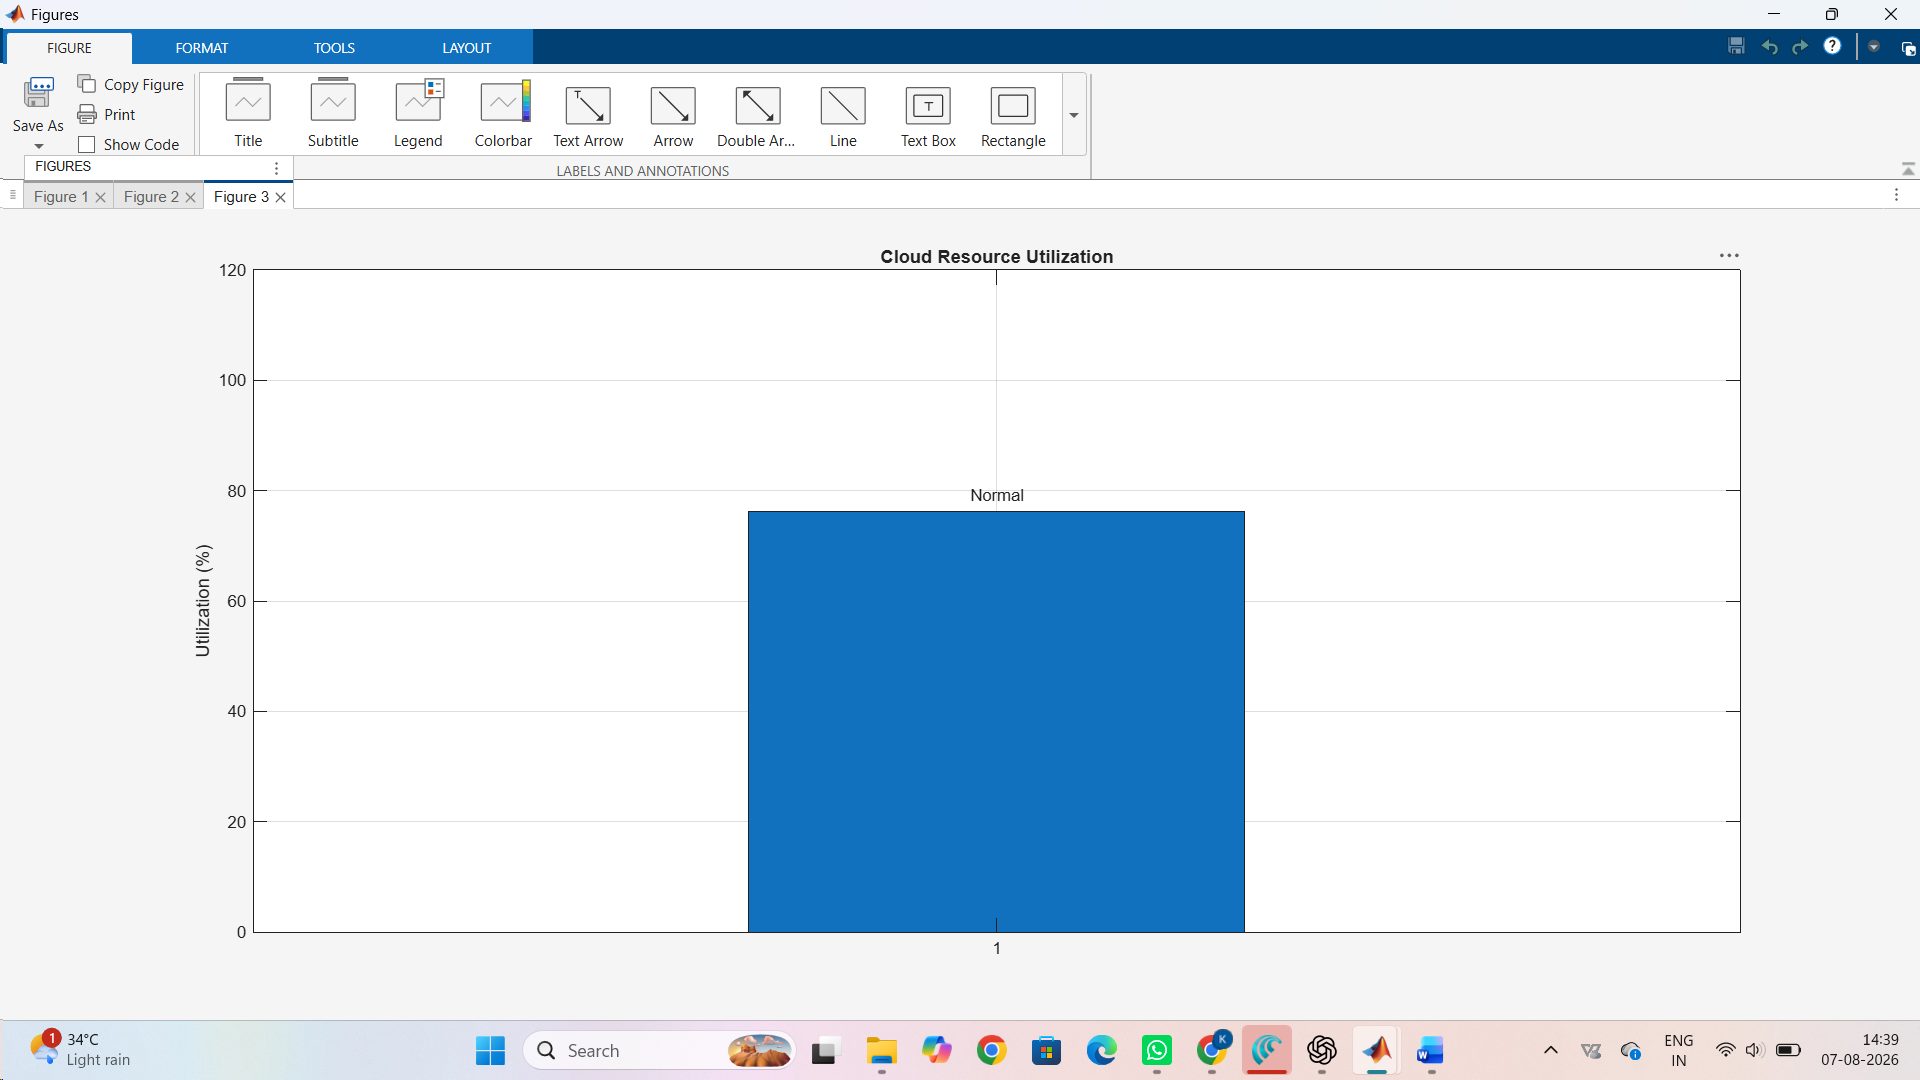 Figures
FIGURE
FORMAT
TOOLS
LAYOUT
?
Save As
Copy Figure
Print
Show Code
Title
Subtitle
Legend
Colorbar
T
Text Arrow
Arrow
Double Ar...
Line
T
Text Box
Rectangle
FIGURES
LABELS AND ANNOTATIONS
Figure 1
Figure 2
Figure 3
Cloud Resource Utilization
120
100
80
60
40
20
0
Utilization (%)
Normal
1
1
34°C
Light rain
Search
K
W
ENG
IN
14:39
07-08-2026